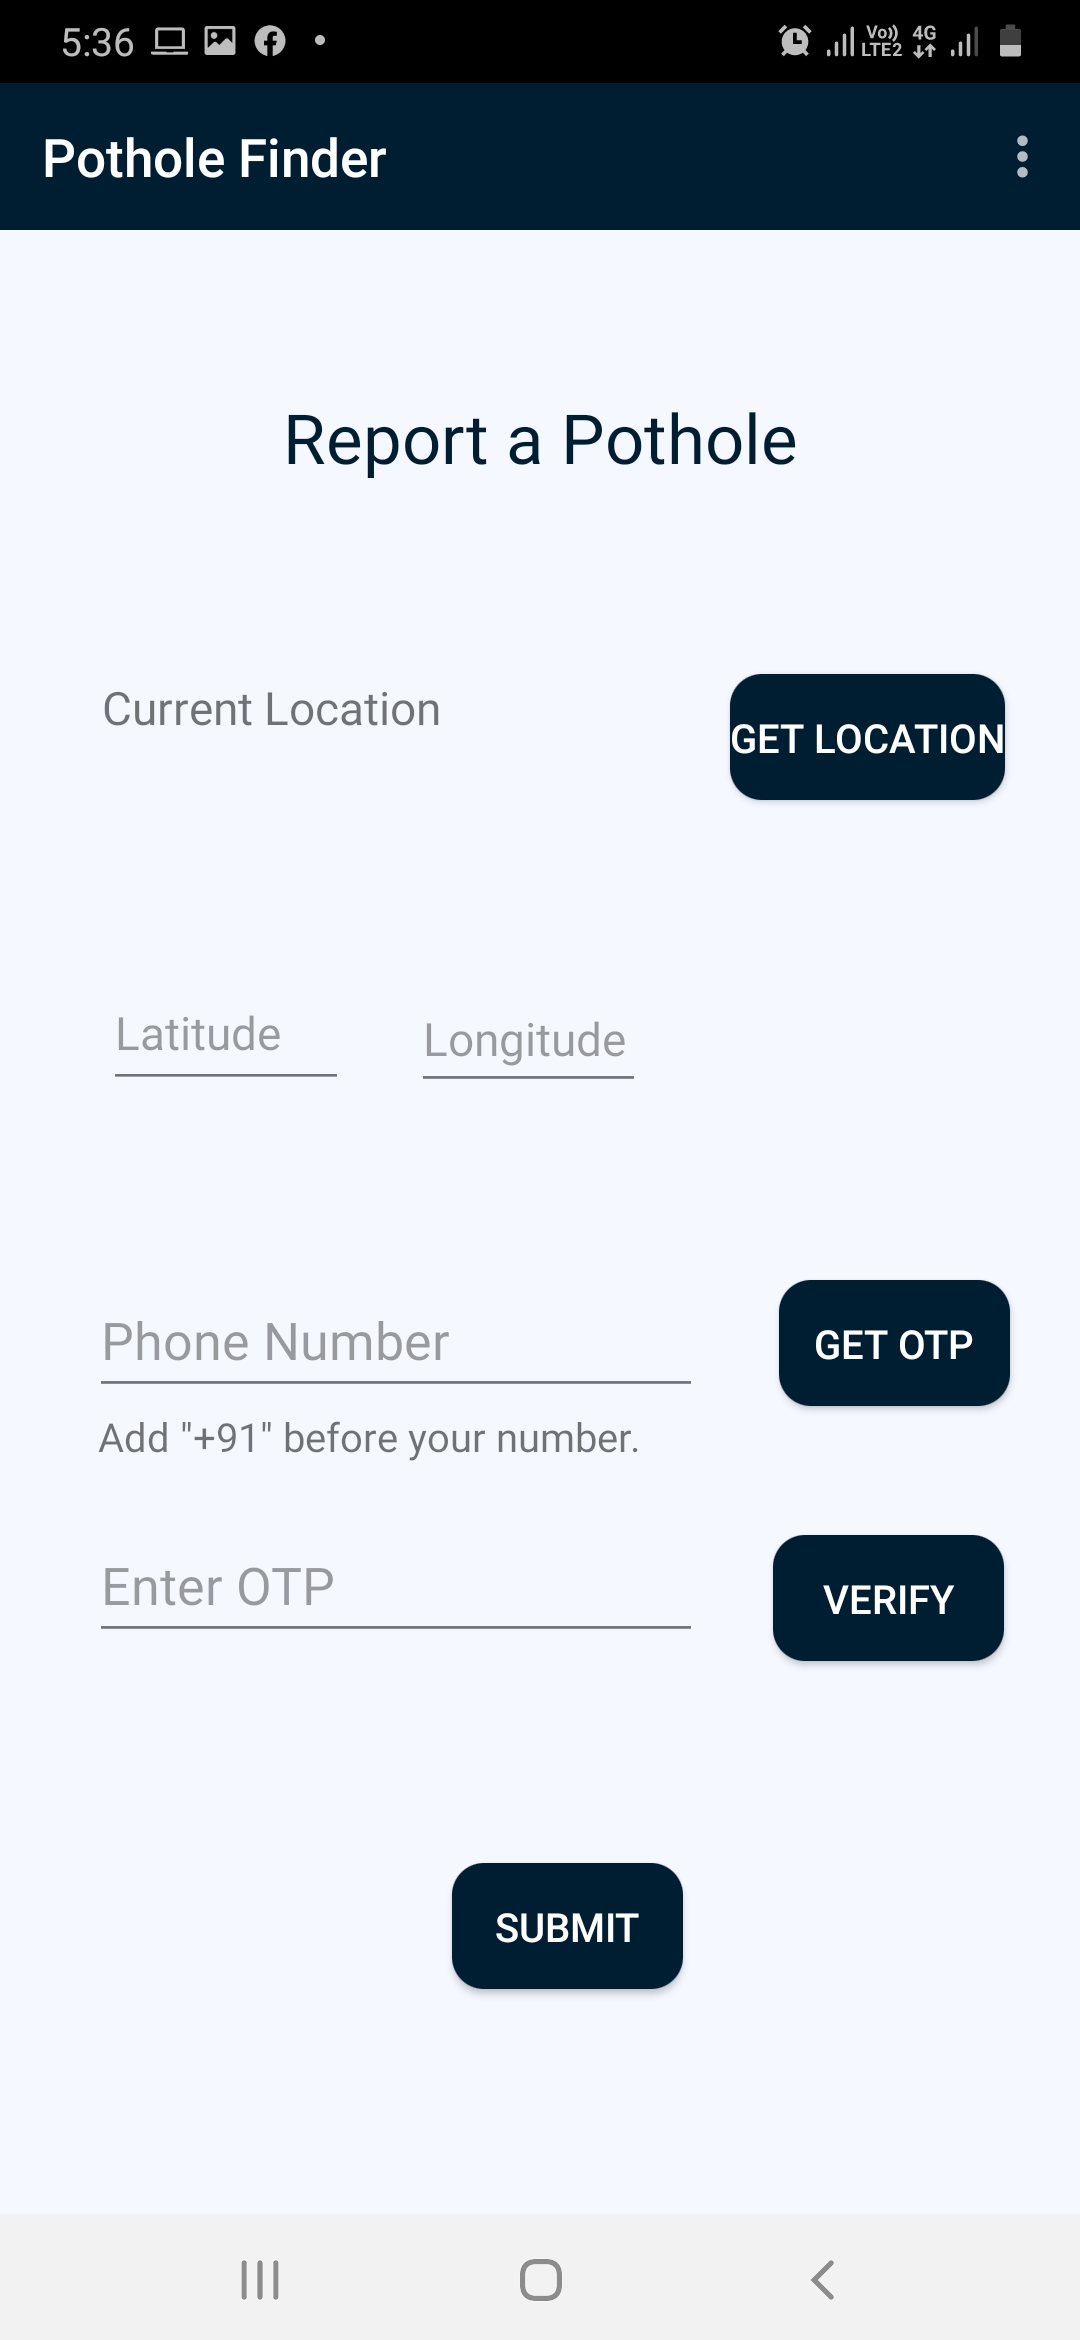 5:36 Vo)) LTE2 4G
Pothole Finder
Report a Pothole
Current Location
GET LOCATION
Latitude
Longitude
Phone Number
GET OTP
Add "+91" before your number.
Enter OTP
VERIFY
SUBMIT